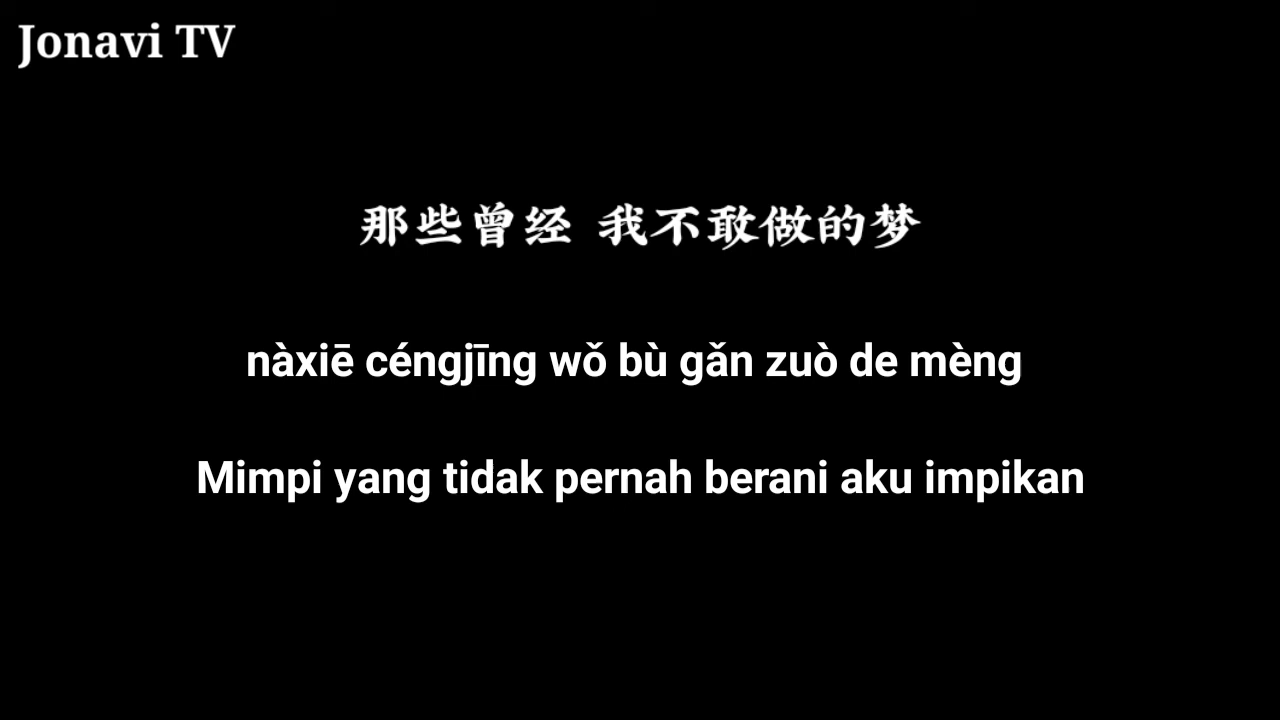 Jonavi TV
那些曾经 我不敢做的梦
nàxiē céngjīng wǒ bù gǎn zuò de mèng
Mimpi yang tidak pernah berani aku impikan